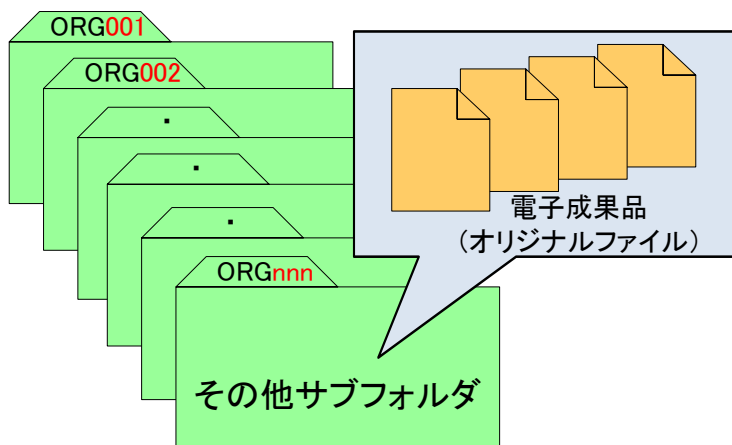 ORG001
ORG002
・
・
・
ORGnnn
電子成果品
（オリジナルファイル）
その他サブフォルダ